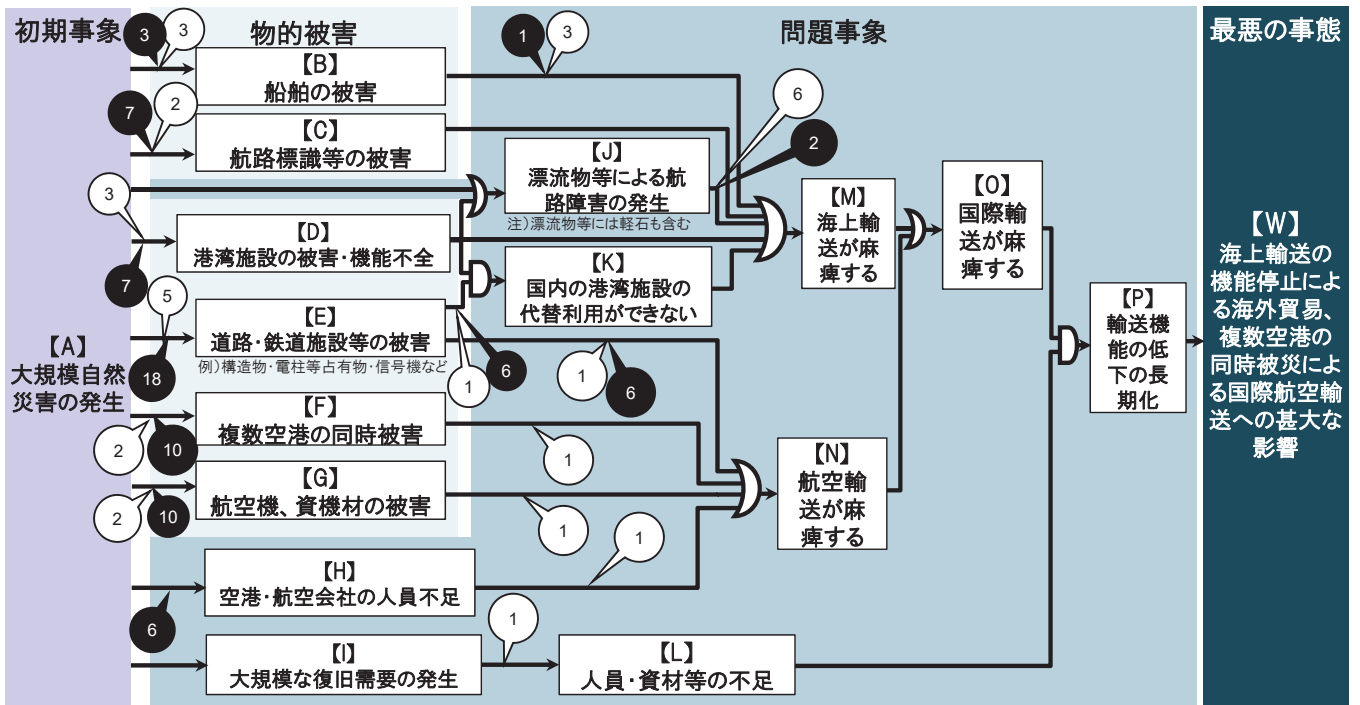 初期事象
物的被害
問題事象
最悪の事態
3
3
1
3
【B】
船舶の被害
7
2
【C】
航路標識等の被害
6
2
【J】
漂流物等による航
路障害の発生
注)漂流物等には軽石も含む
3
7
【D】
港湾施設の被害・機能不全
【K】
国内の港湾施設の
代替利用ができない
【M】
海上輸
送が麻
痺する
【O】
国際輸
送が麻
痺する
5
18
【E】
道路・鉄道施設等の被害
例)構造物・電柱等占有物・信号機など
1
6
1
6
【A】
大規模自然
災害の発生
【P】
輸送機
能の低
下の長
期化
【W】
海上輸送の
機能停止によ
る海外貿易、
複数空港の
同時被災によ
る国際航空輸
送への甚大な
影響
2
10
【F】
複数空港の同時被害
1
2
10
【G】
航空機、資機材の被害
1
【N】
航空輸
送が麻
痺する
6
【H】
空港・航空会社の人員不足
1
【I】
大規模な復旧需要の発生
1
【L】
人員・資材等の不足